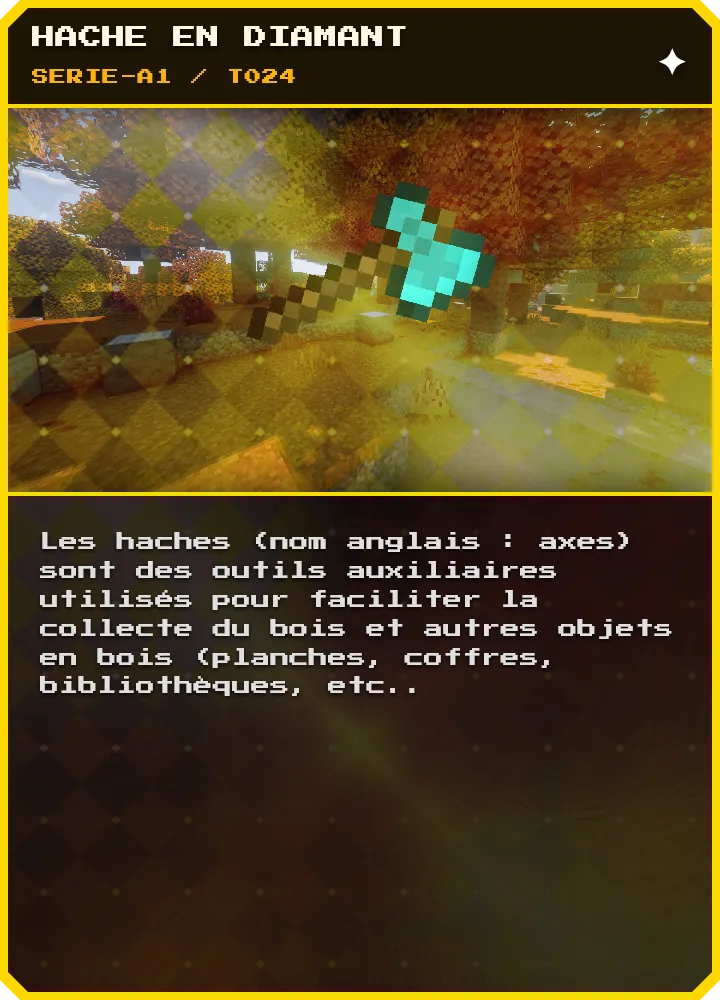 HACHE EN DIAMANT
SERIE-A1 / T024
Les haches (nom anglais : axes)
sont des outils auxiliaires
utilisés pour faciliter la
collecte du bois et autres objets
en bois (planches, coffres,
bibliothèques, etc..